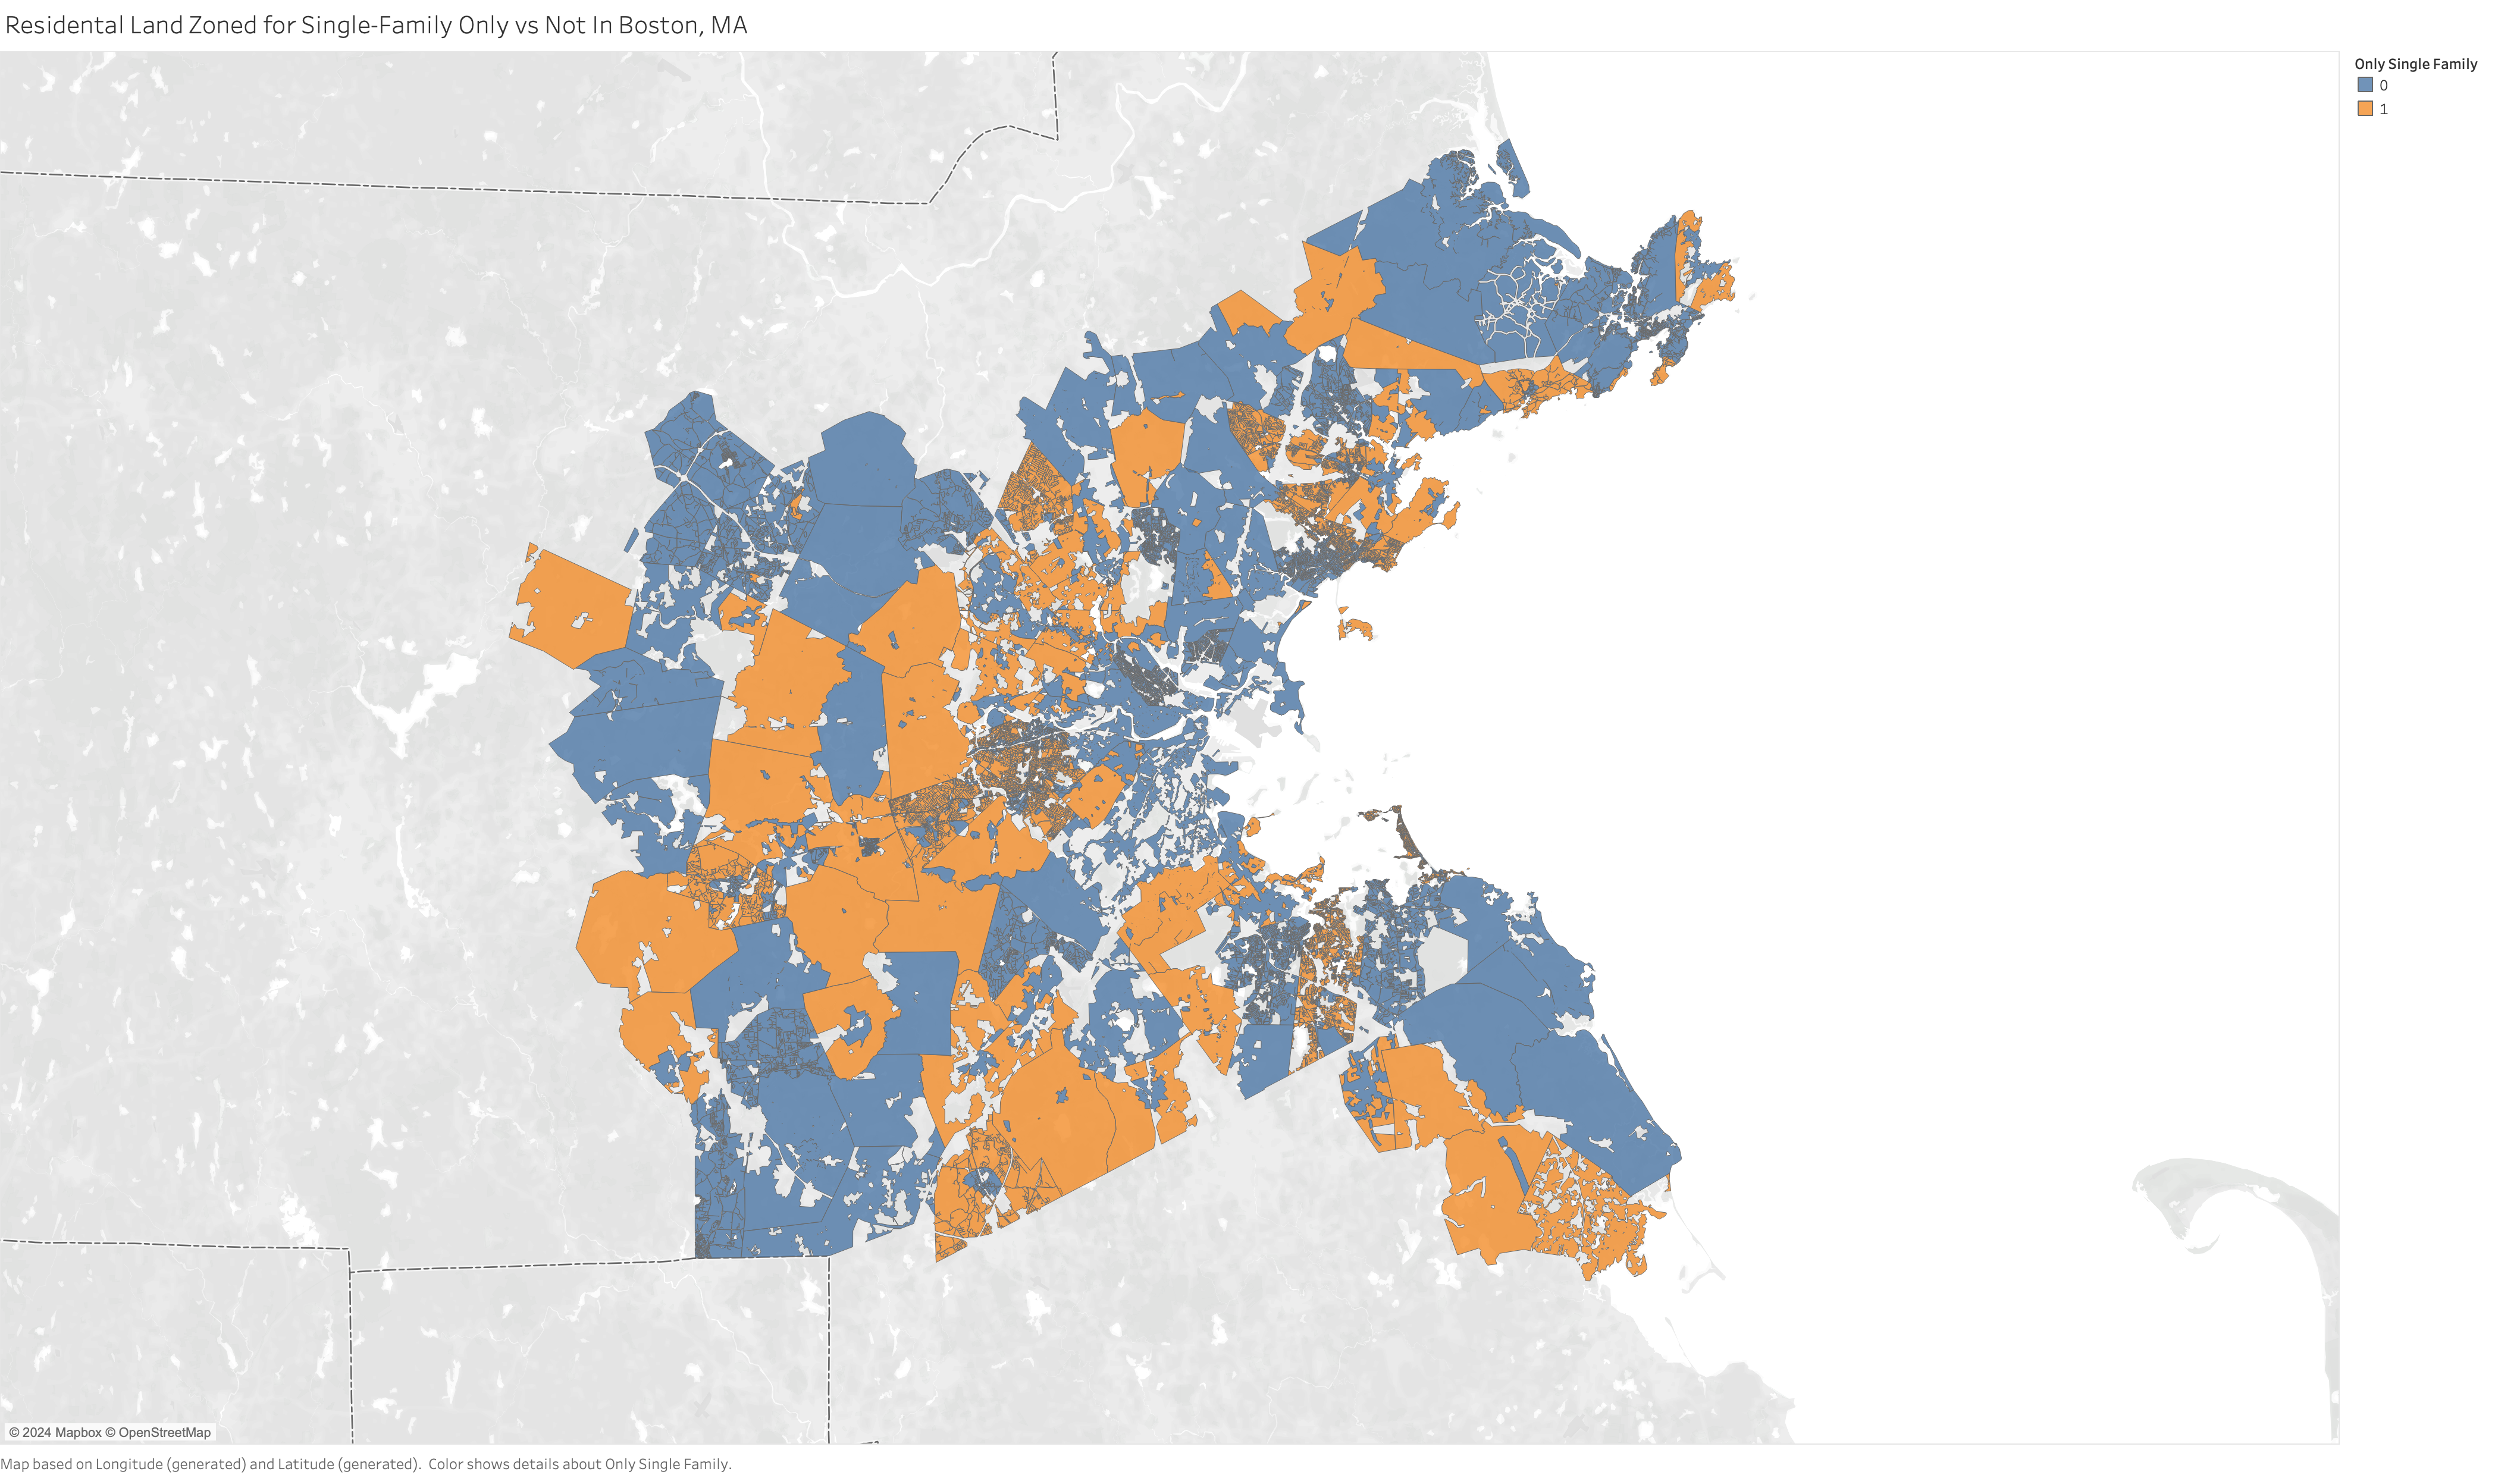 Residental Land Zoned for Single-Family Only vs Not In Boston, MA
Only Single Family
0
1
© 2024 Mapbox © OpenStreetMap
Map based on Longitude (generated) and Latitude (generated). Color shows details about Only Single Family.